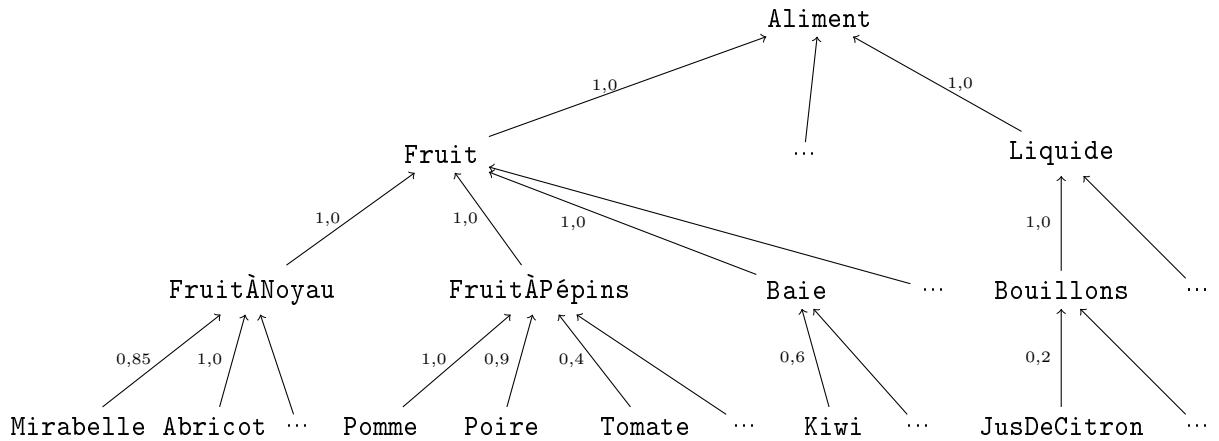 Aliment
1,0 1,0
Fruit ... Liquide
1,0 1,0 1,0 1,0
FruitÀNoyau FruitÀPépins Baie ... Bouillons ...
0,85 1,0 1,0 0,9 0,4 0,6 0,2
Mirabelle Abricot ... Pomme Poire Tomate ... Kiwi ... JusDeCitron ...